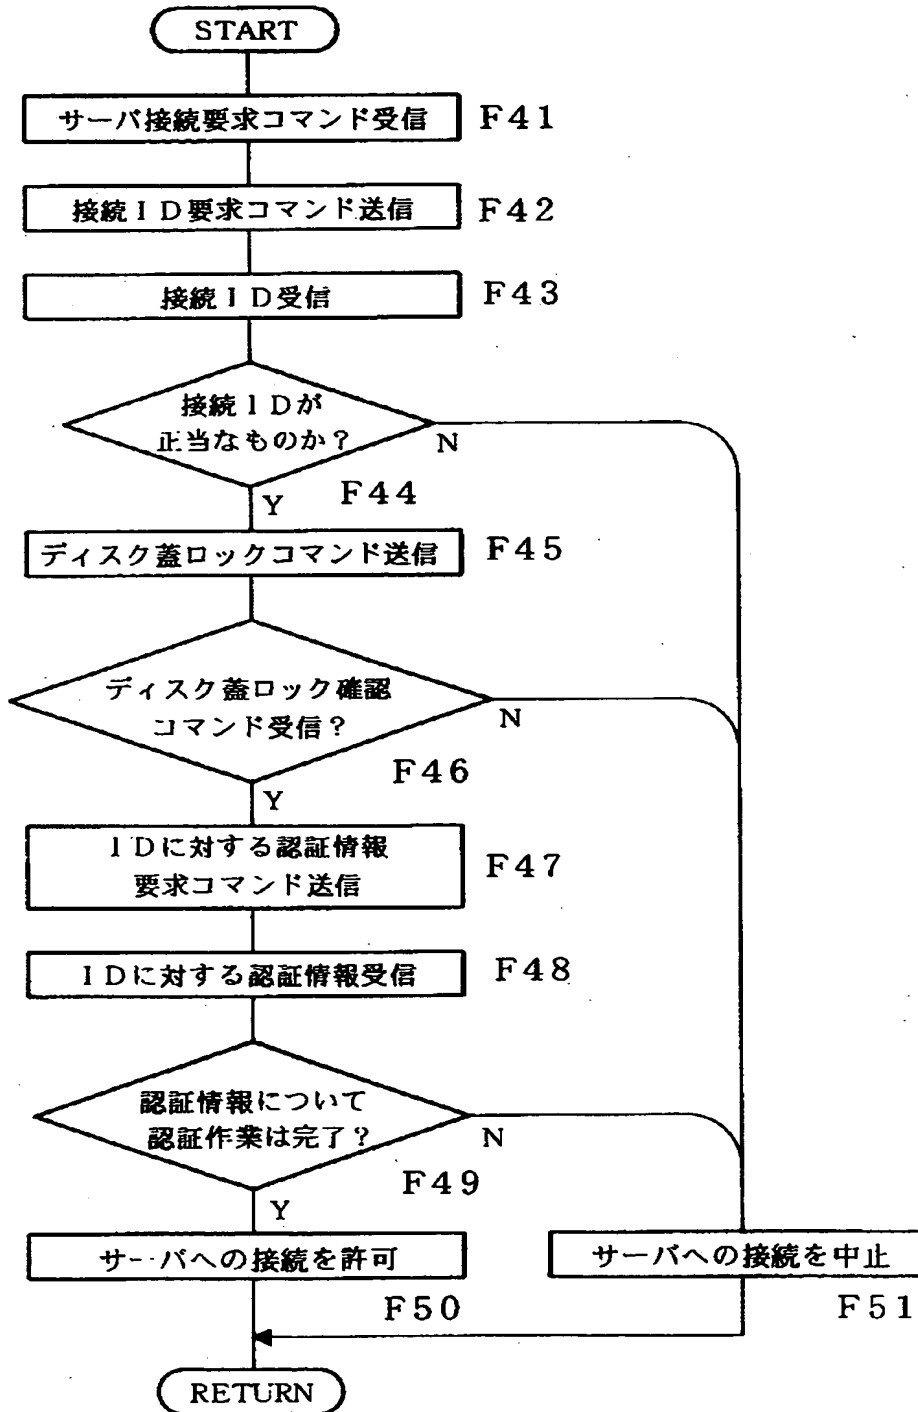 START
サーバ接続要求コマンド受信 F41
接続ID要求コマンド送信 F42
接続ID受信 F43
接続IDが
正当なものか?
N
Y F44
ディスク蓋ロックコマンド送信 F45
ディスク蓋ロック確認
コマンド受信?
N
F46
Y
IDに対する認証情報
要求コマンド送信
F47
IDに対する認証情報受信 F48
認証情報について
認証作業は完了?
N
F49
Y
サーバへの接続を許可 サーバへの接続を中止
F50 F51
RETURN